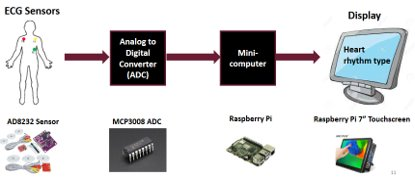 ECG Sensors
Display
Analog to
Digital
Converter
(ADC)
Mini-
computer
Heart
rhythm type
AD8232 Sensor
MCP3008 ADC
Raspberry Pi
Raspberry Pi 7" Touchscreen